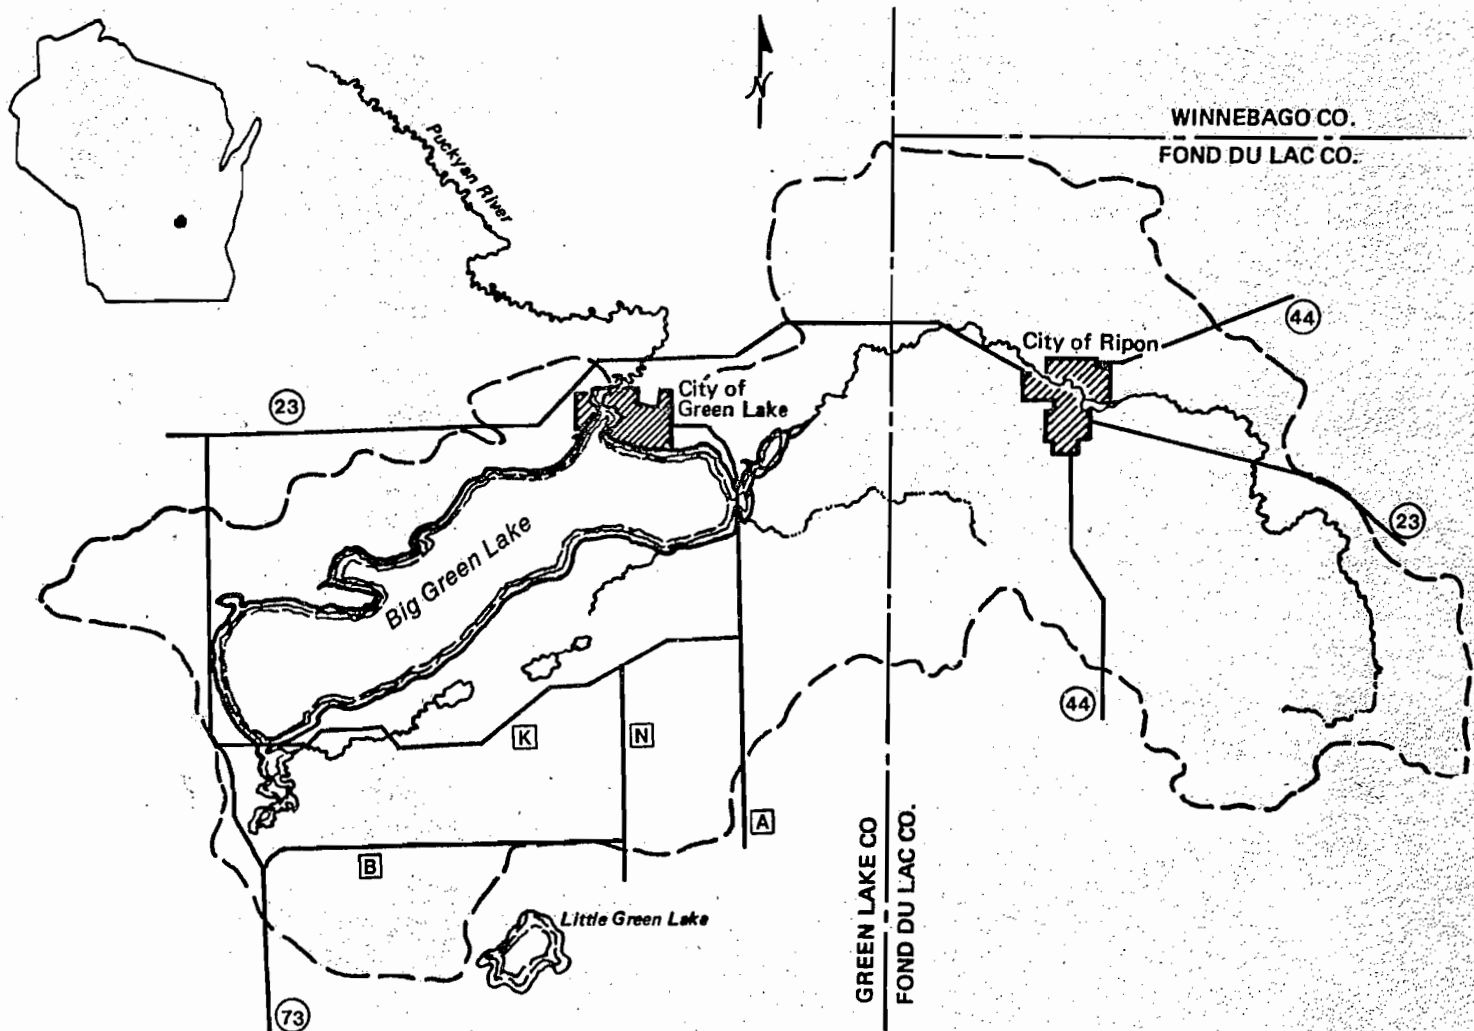 N
WINNEBAGO CO.
FOND DU LAC CO.
Puckyan River
44
City of Ripon
City of
Green Lake
23
23
Big Green Lake
44
K
N
A
B
GREEN LAKE CO
FOND DU LAC CO.
Little Green Lake
73